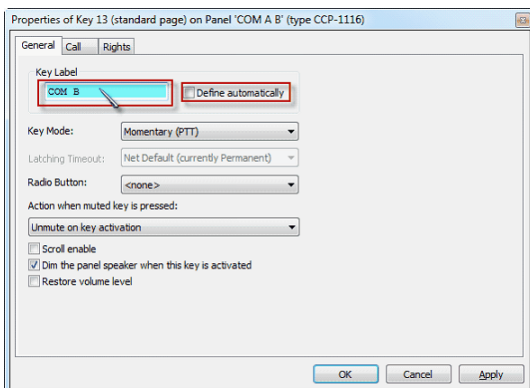 Properties of Key 13 (standard page) on Panel 'COM A B' (type CCP-1116)
General Call Rights
Key Label
COM B
Define automatically
Key Mode: Momentary (PTT)
Latching Timeout: Net Default (currently Permanent)
Radio Button: <none>
Action when muted key is pressed:
Unmute on key activation
Scroll enable
Dim the panel speaker when this key is activated
Restore volume level
OK Cancel Apply